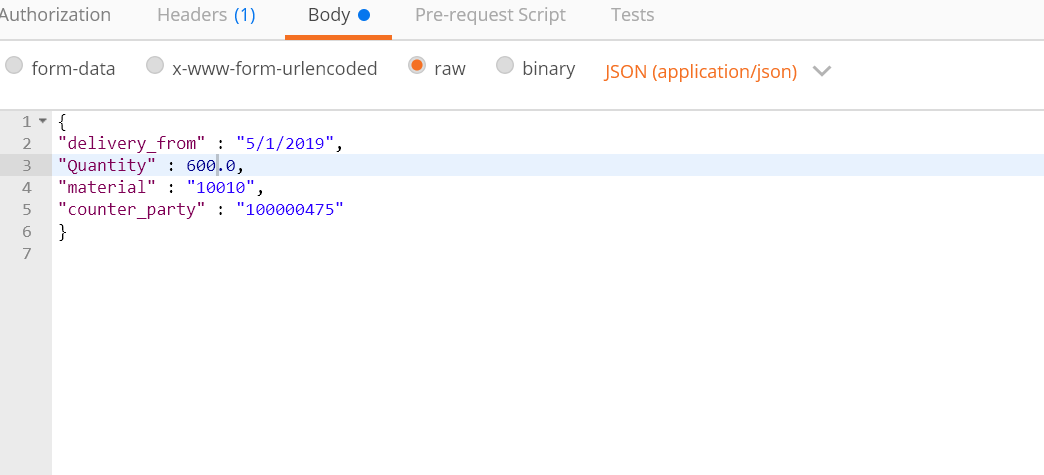 Authorization Headers (1) Body Pre-request Script Tests
form-data x-www-form-urlencoded raw binary JSON (application/json)
1 {
2 "delivery_from" : "5/1/2019",
3 "Quantity" : 600.0,
4 "material" : "10010",
5 "counter_party" : "100000475"
6 }
7